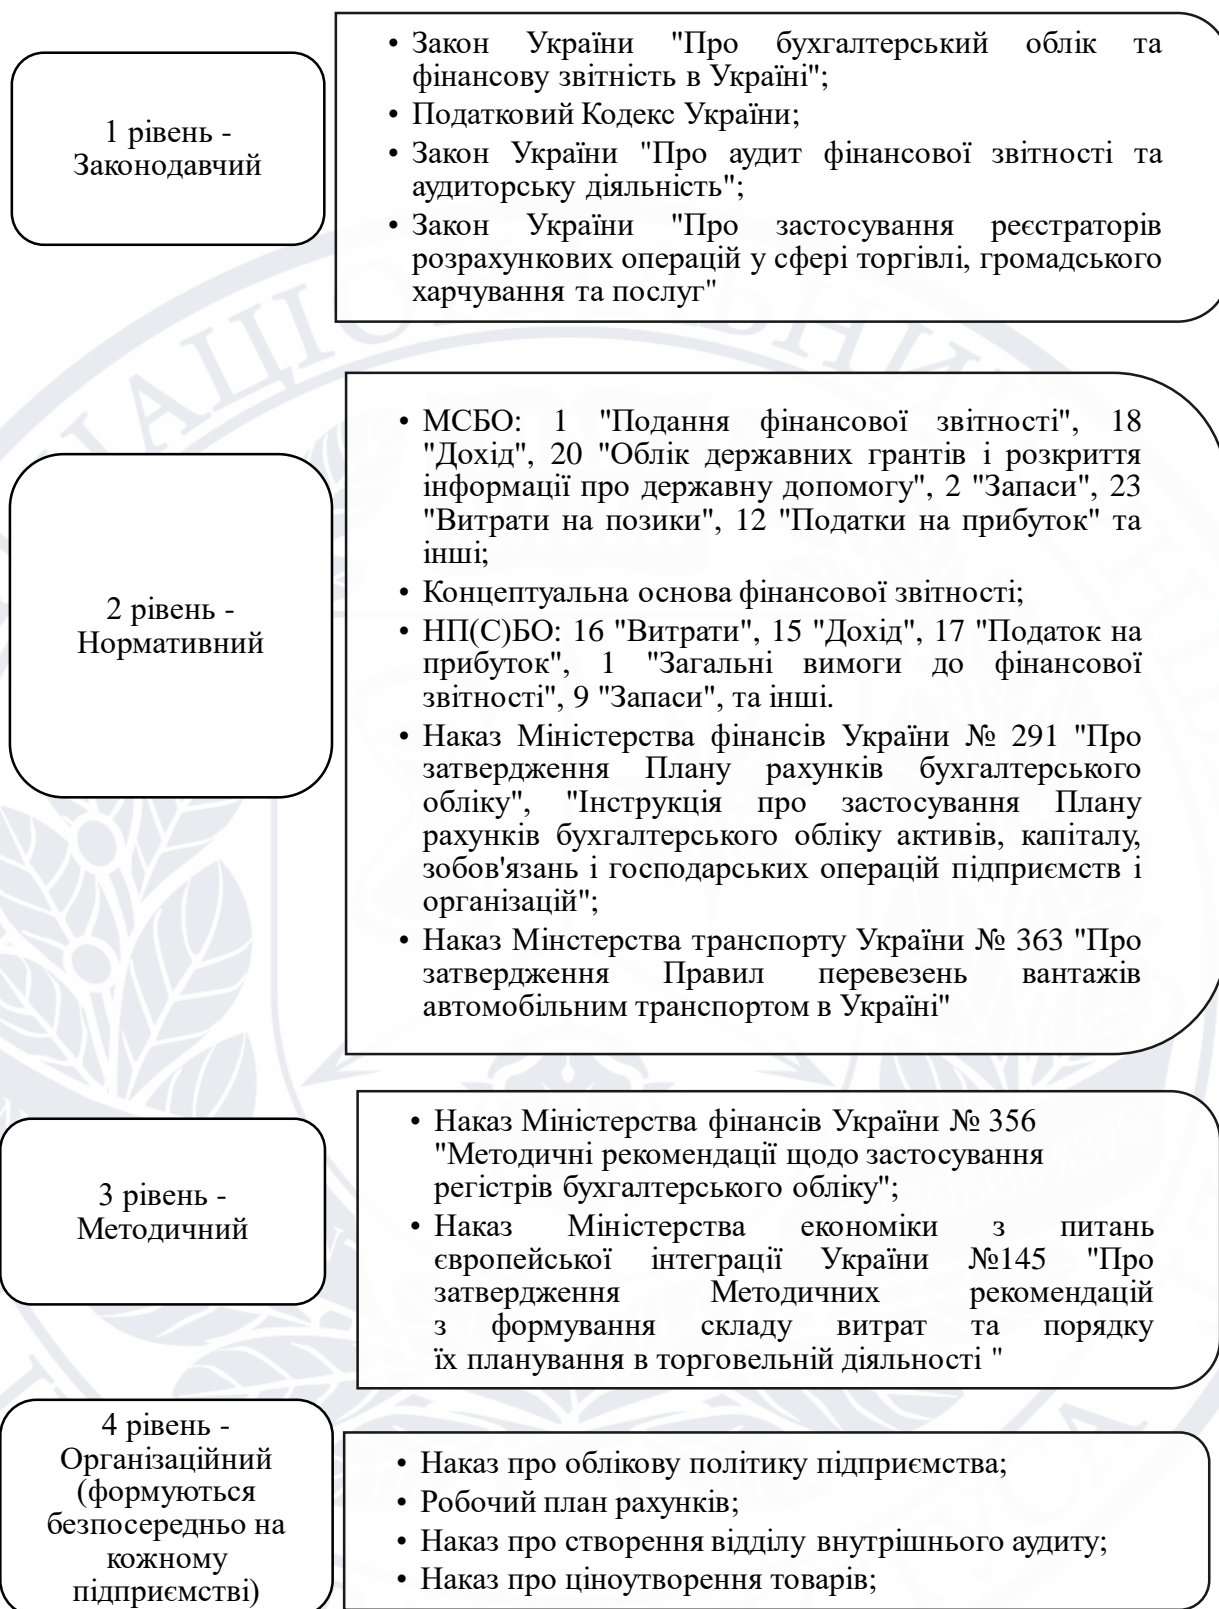 1 рівень -
Законодавчий
• Закон України "Про бухгалтерський облік та
фінансову звітність в Україні";
• Податковий Кодекс України;
• Закон України "Про аудит фінансової звітності та
аудиторську діяльність";
• Закон України "Про застосування реєстраторів
розрахункових операцій у сфері торгівлі, громадського
харчування та послуг"
2 рівень -
Нормативний
• МСБО: 1 "Подання фінансової звітності", 18
"Дохід", 20 "Облік державних грантів і розкриття
інформації про державну допомогу", 2 "Запаси", 23
"Витрати на позики", 12 "Податки на прибуток" та
інші;
• Концептуальна основа фінансової звітності;
• НП(С)БО: 16 "Витрати", 15 "Дохід", 17 "Податок на
прибуток", 1 "Загальні вимоги до фінансової
звітності", 9 "Запаси", та інші.
• Наказ Міністерства фінансів України № 291 "Про
затвердження Плану рахунків бухгалтерського
обліку", "Інструкція про застосування Плану
рахунків бухгалтерського обліку активів, капіталу,
зобов'язань і господарських операцій підприємств і
організацій";
• Наказ Мінстерства транспорту України № 363 "Про
затвердження Правил перевезень вантажів
автомобільним транспортом в Україні"
3 рівень -
Методичний
• Наказ Міністерства фінансів України № 356
"Методичні рекомендації щодо застосування
регістрів бухгалтерського обліку";
• Наказ Міністерства економіки з питань
європейської інтеграції України №145 "Про
затвердження Методичних рекомендацій
з формування складу витрат та порядку
їх планування в торговельній діяльності "
4 рівень -
Організаційний
(формуються
безпосередньо на
кожному
підприємстві)
• Наказ про облікову політику підприємства;
• Робочий план рахунків;
• Наказ про створення відділу внутрішнього аудиту;
• Наказ про ціноутворення товарів;